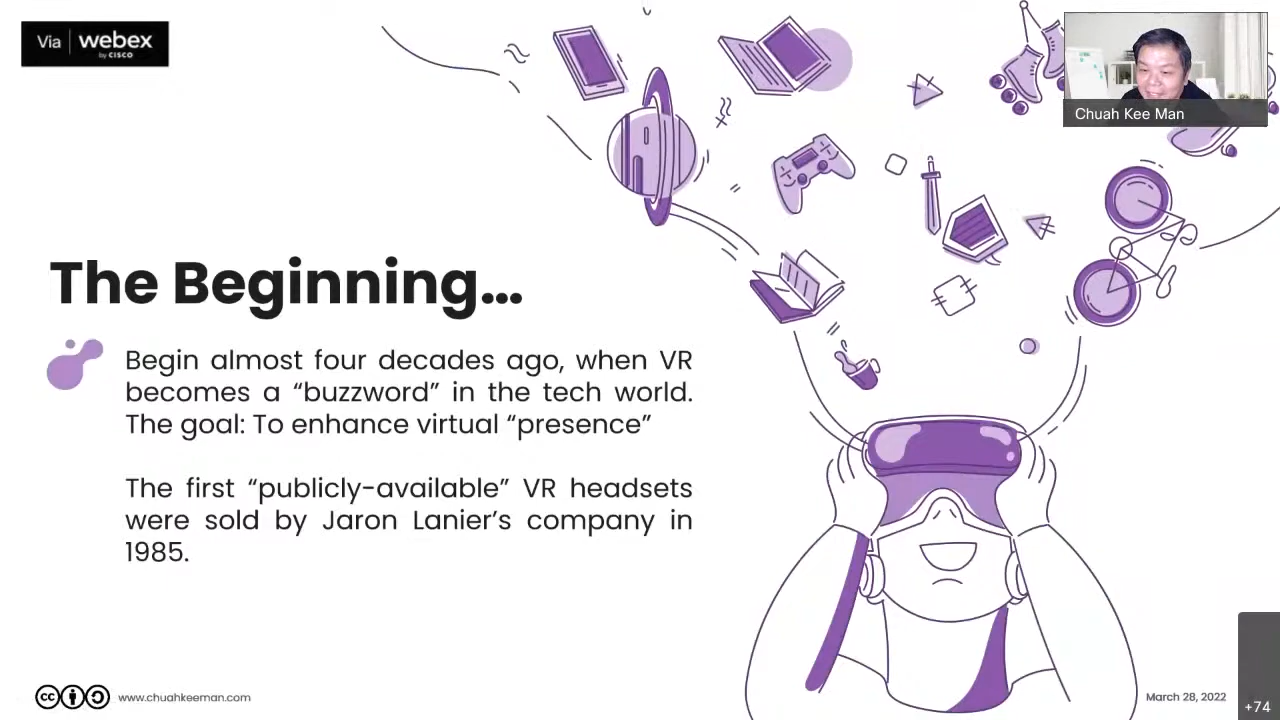 Via | webex
by CISCO
Chuah Kee Man
The Beginning...
Begin almost four decades ago, when VR
becomes a “buzzword” in the tech world.
The goal: To enhance virtual “presence”
The first “publicly-available” VR headsets
were sold by Jaron Lanier’s company in
1985.
cc
www.chuahkeeman.com
March 28, 2022
+74